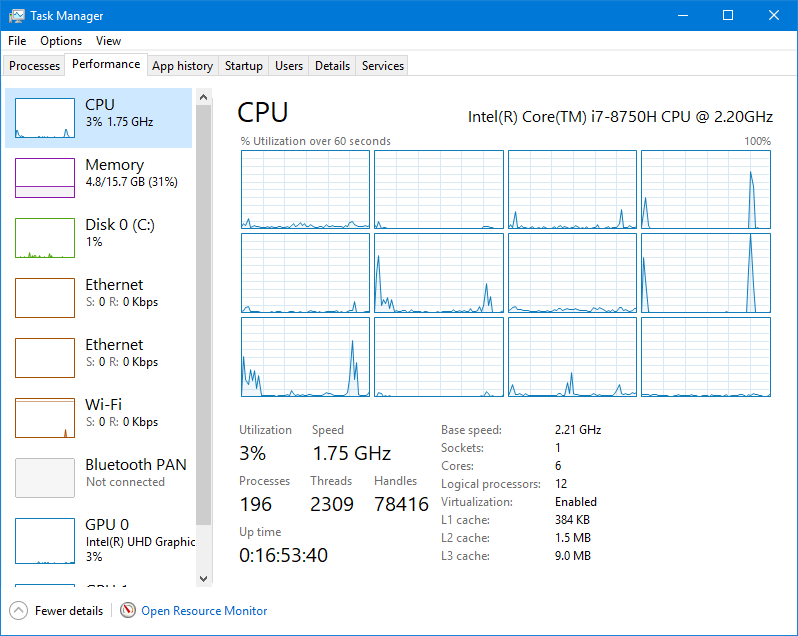 Task Manager
File Options View
Processes Performance App history Startup Users Details Services
CPU
3% 1.75 GHz
Memory
4.8/15.7 GB (31%)
Disk 0 (C:)
1%
Ethernet
S: 0 R: 0 Kbps
Ethernet
S: 0 R: 0 Kbps
Wi-Fi
S: 0 R: 0 Kbps
Bluetooth PAN
Not connected
GPU 0
Intel(R) UHD Graphic
3%
CPU
Intel(R) Core(TM) i7-8750H CPU @ 2.20GHz
% Utilization over 60 seconds 100%
Utilization Speed
3% 1.75 GHz
Processes Threads Handles
196 2309 78416
Up time
0:16:53:40
Base speed: 2.21 GHz
Sockets: 1
Cores: 6
Logical processors: 12
Virtualization: Enabled
L1 cache: 384 KB
L2 cache: 1.5 MB
L3 cache: 9.0 MB
Fewer details Open Resource Monitor